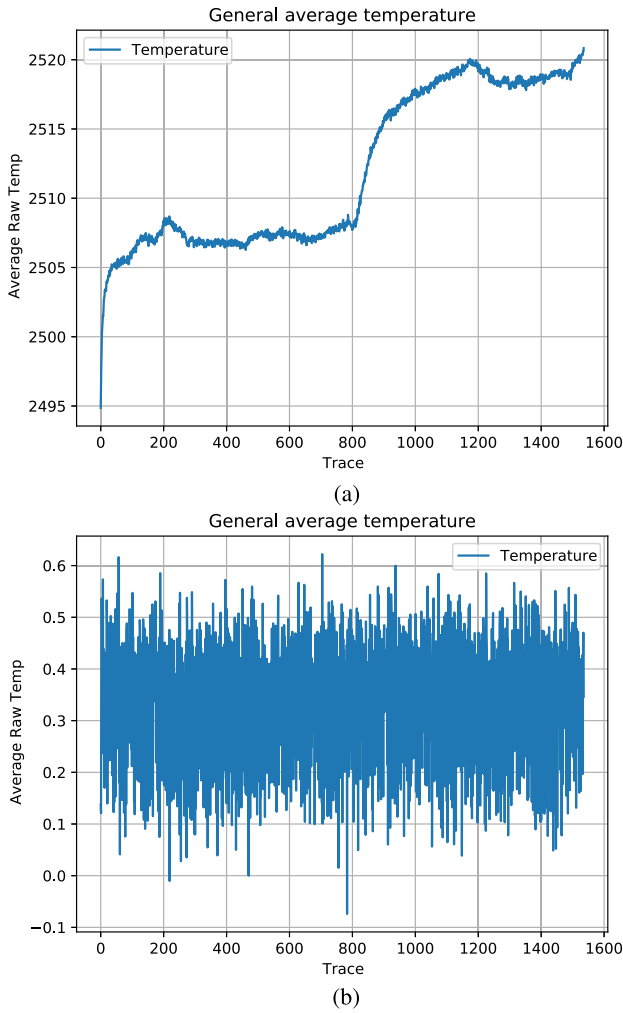 General average temperature
Temperature
2520
2515
2510
2505
2500
2495
Average Raw Temp
0 200 400 600 800 1000 1200 1400 1600
Trace
(a)
General average temperature
Temperature
0.6
0.5
0.4
0.3
0.2
0.1
0.0
−0.1
Average Raw Temp
0 200 400 600 800 1000 1200 1400 1600
Trace
(b)